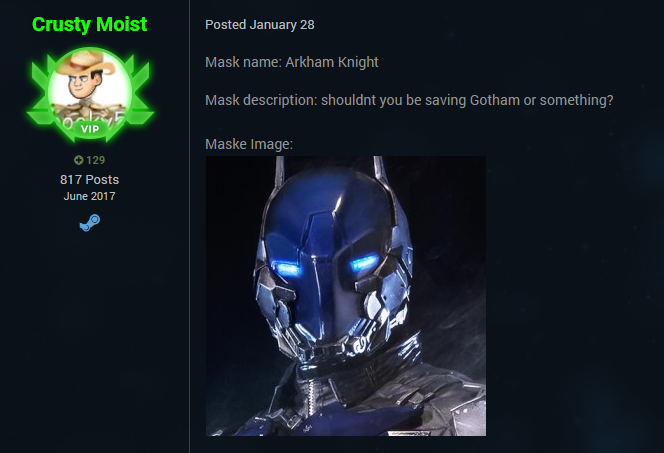 Crusty Moist
VIP
129
817 Posts
June 2017
Posted January 28
Mask name: Arkham Knight
Mask description: shouldnt you be saving Gotham or something?
Maske Image: